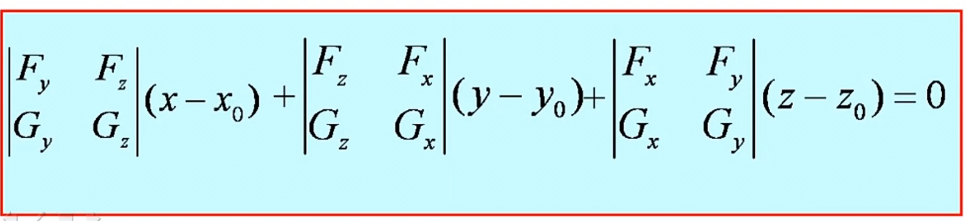 | F_y F_z ; G_y G_z | (x − x_0) + | F_z F_x ; G_z G_x | (y − y_0) + | F_x F_y ; G_x G_y | (z − z_0) = 0